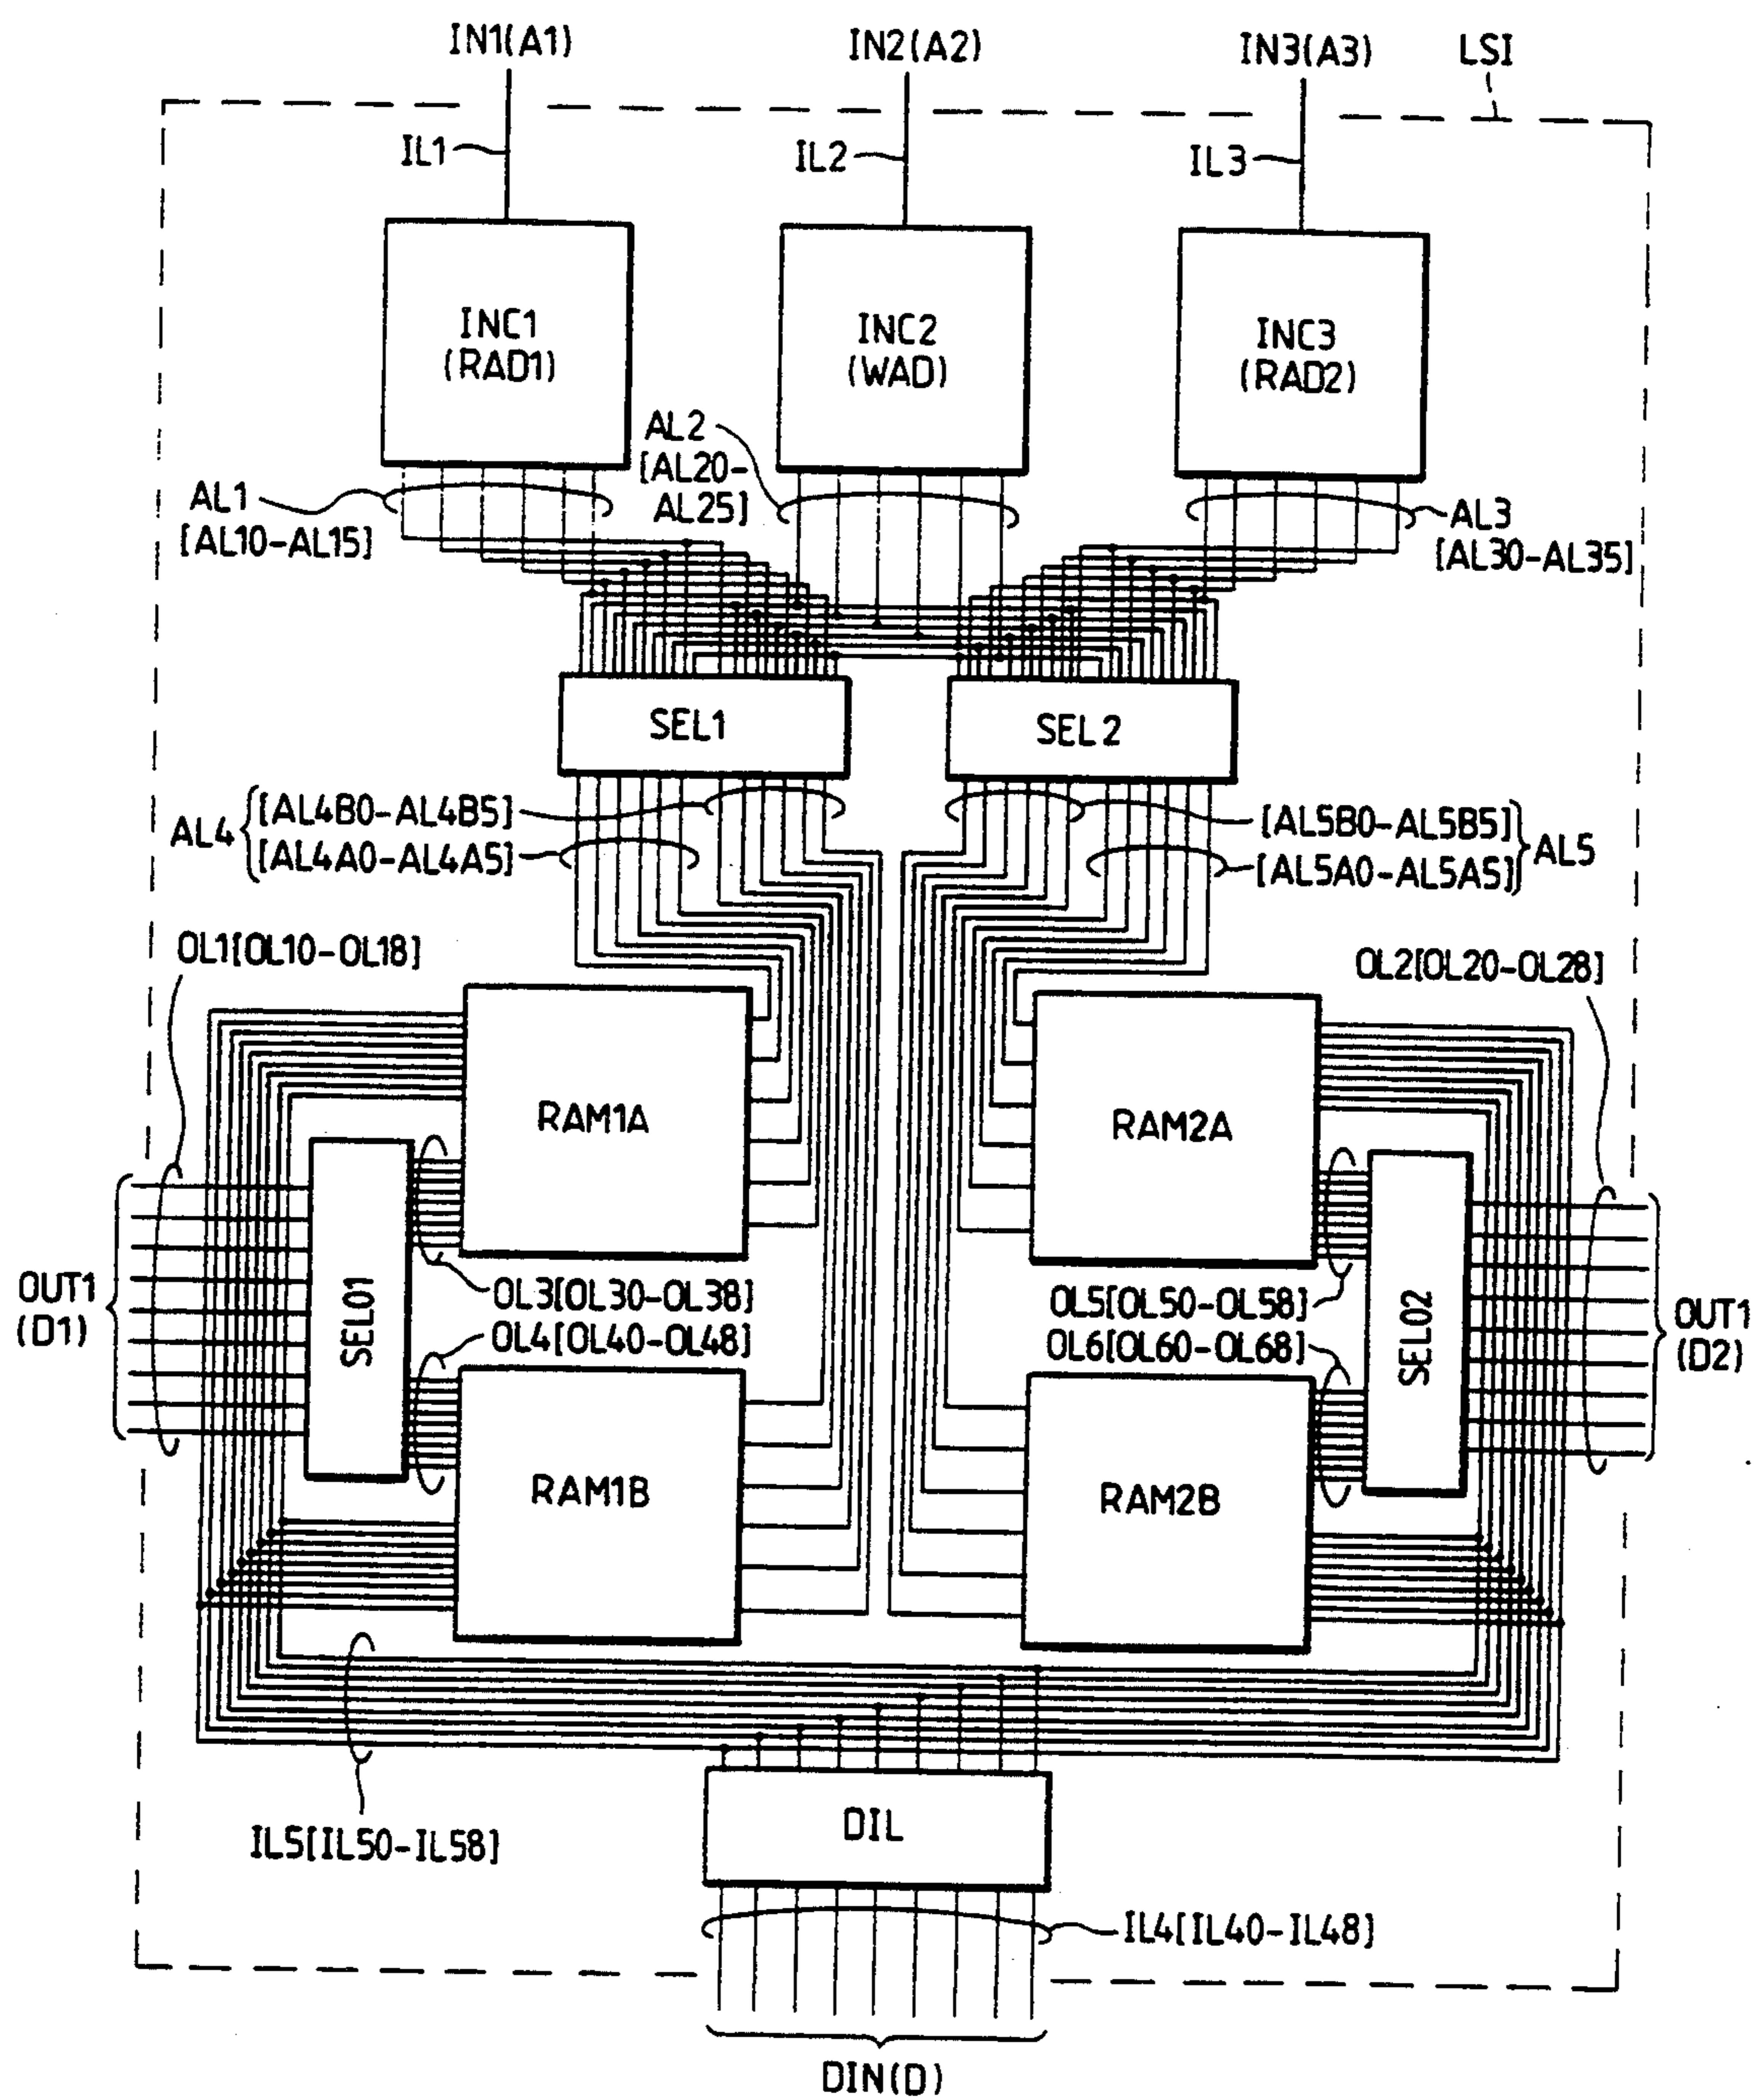 IN1(A1)
IN2(A2)
IN3(A3)
LSI
IL1
IL2
IL3
INC1
(RAD1)
INC2
(WAD)
INC3
(RAD2)
AL1
[AL10-AL15]
AL2
[AL20-
AL25]
AL3
[AL30-AL35]
SEL1
SEL2
AL4
[AL4B0-AL4B5]
[AL4A0-AL4A5]
[AL5B0-AL5B5]
[AL5A0-AL5A5]
AL5
OL1[OL10-OL18]
OL2[OL20-OL28]
RAM1A
RAM2A
OUT1
(D1)
SEL01
OL3[OL30-OL38]
OL4[OL40-OL48]
OL5[OL50-OL58]
OL6[OL60-OL68]
SEL02
OUT1
(D2)
RAM1B
RAM2B
IL5[IL50-IL58]
DIL
IL4[IL40-IL48]
DIN(D)